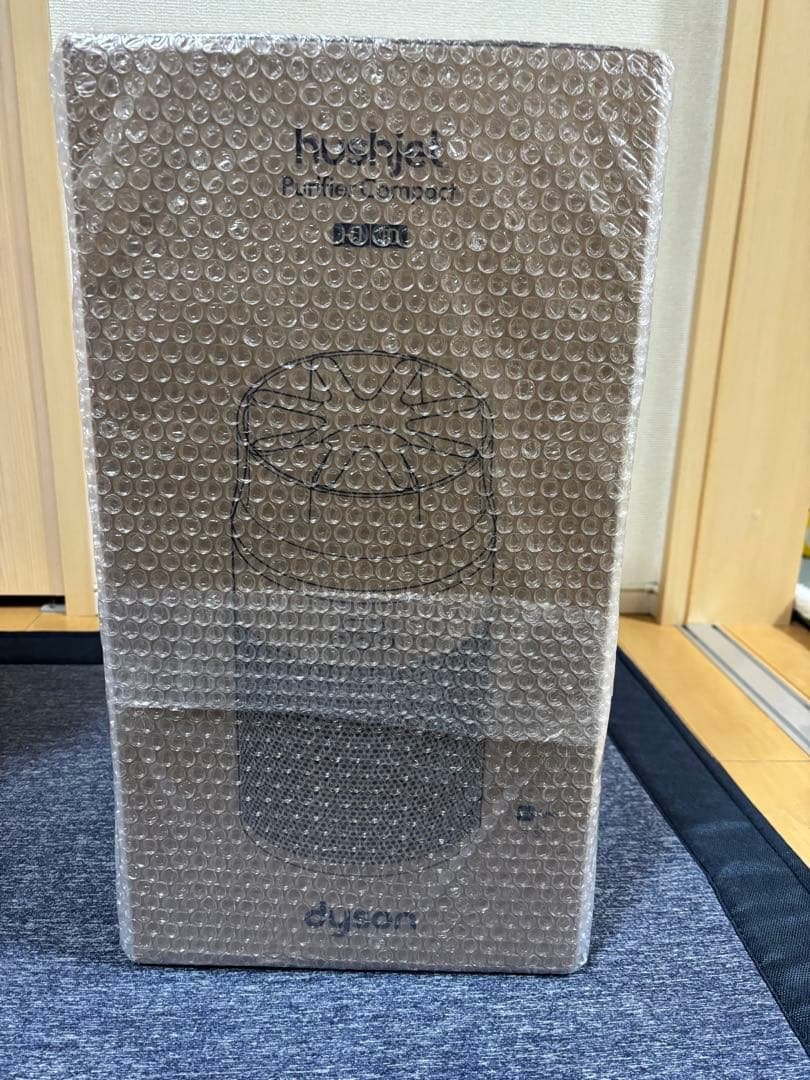 hushjet
Purifier Compact
dyson